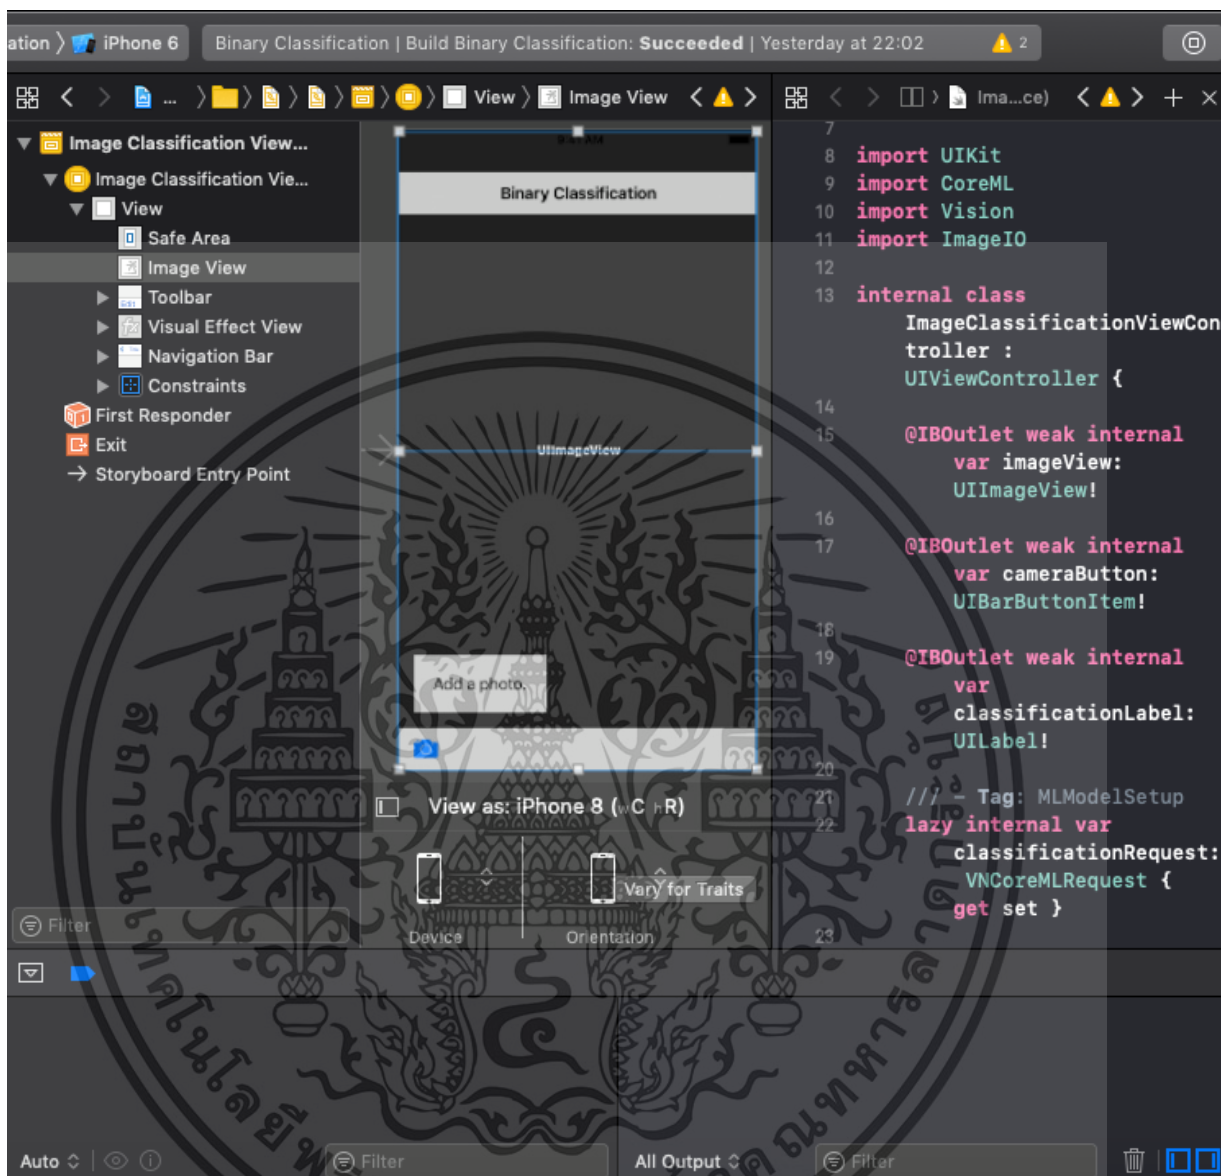 ation 〉 iPhone 6
Binary Classification | Build Binary Classification: Succeeded | Yesterday at 22:02
2
... View 〉 Image View
Ima...ce)
Image Classification View...
Image Classification Vie...
View
Safe Area
Image View
Toolbar
Visual Effect View
Navigation Bar
Constraints
First Responder
Exit
→ Storyboard Entry Point
Filter
9:41 AM
Binary Classification
UIImageView
Add a photo.
View as: iPhone 8 (wC hR)
Vary for Traits
Device
Orientation
7
8 import UIKit
9 import CoreML
10 import Vision
11 import ImageIO
12
13 internal class
ImageClassificationViewCon
troller :
UIViewController {
14
15 @IBOutlet weak internal
var imageView:
UIImageView!
16
17 @IBOutlet weak internal
var cameraButton:
UIBarButtonItem!
18
19 @IBOutlet weak internal
var
classificationLabel:
UILabel!
20
21 /// - Tag: MLModelSetup
22 lazy internal var
classificationRequest:
VNCoreMLRequest {
get set }
23
Auto
Filter
All Output
Filter